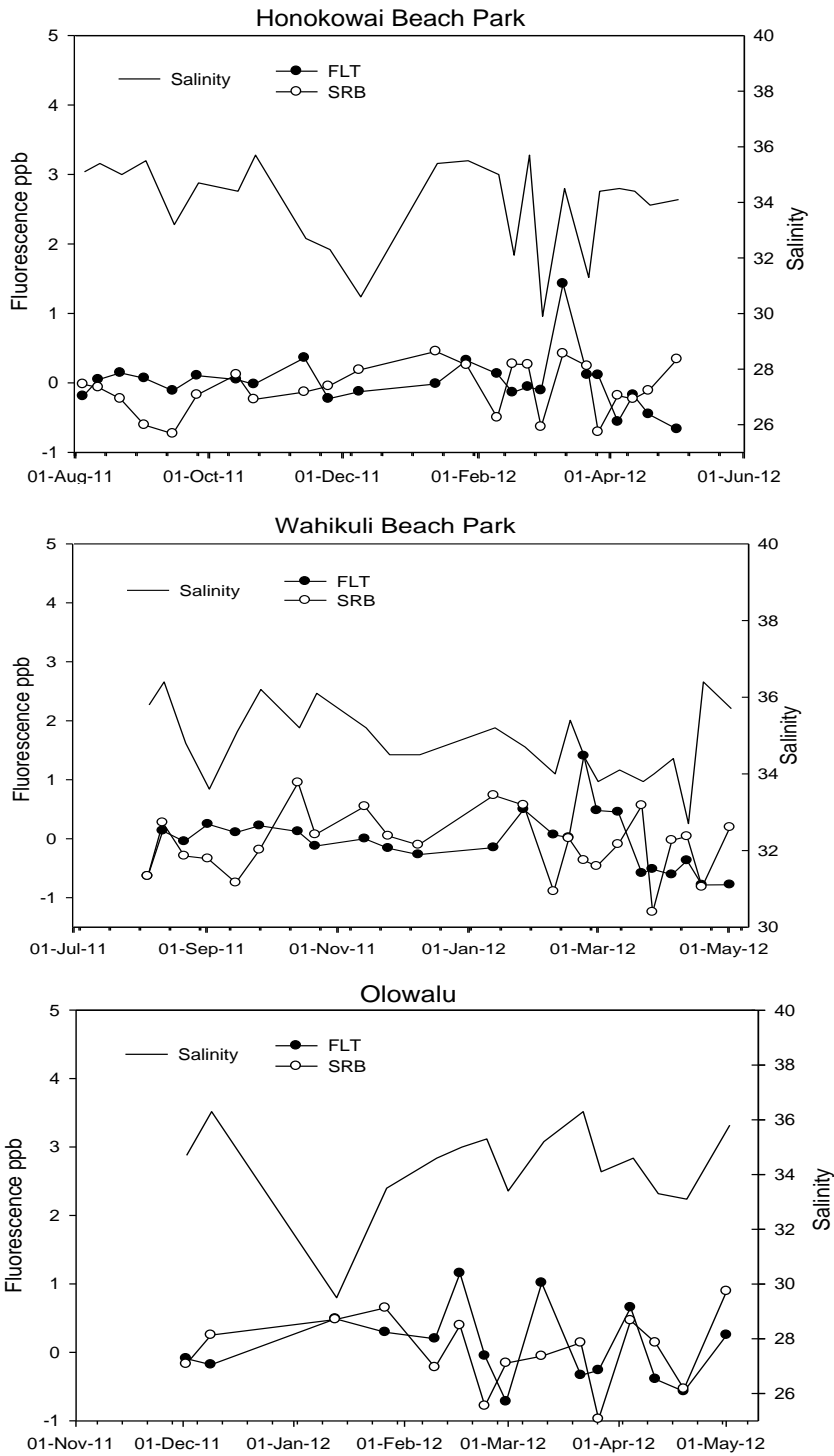 Honokowai Beach Park
5 40
FLT
Salinity
SRB
4 38
3 36
34
2
32
1
30
0 28
26
-1
Fluorescence ppb
Salinity
01-Aug-11 01-Oct-11 01-Dec-11 01-Feb-12 01-Apr-12 01-Jun-12
Wahikuli Beach Park
5 40
FLT
Salinity
SRB
4
38
3
36
2
1 34
0
32
-1
30
Fluorescence ppb
Salinity
01-Jul-11 01-Sep-11 01-Nov-11 01-Jan-12 01-Mar-12 01-May-12
Olowalu
5 40
FLT
Salinity
SRB
4 38
3 36
34
2
32
1
30
0 28
26
-1
Fluorescence ppb
Salinity
01-Nov-11 01-Dec-11 01-Jan-12 01-Feb-12 01-Mar-12 01-Apr-12 01-May-12